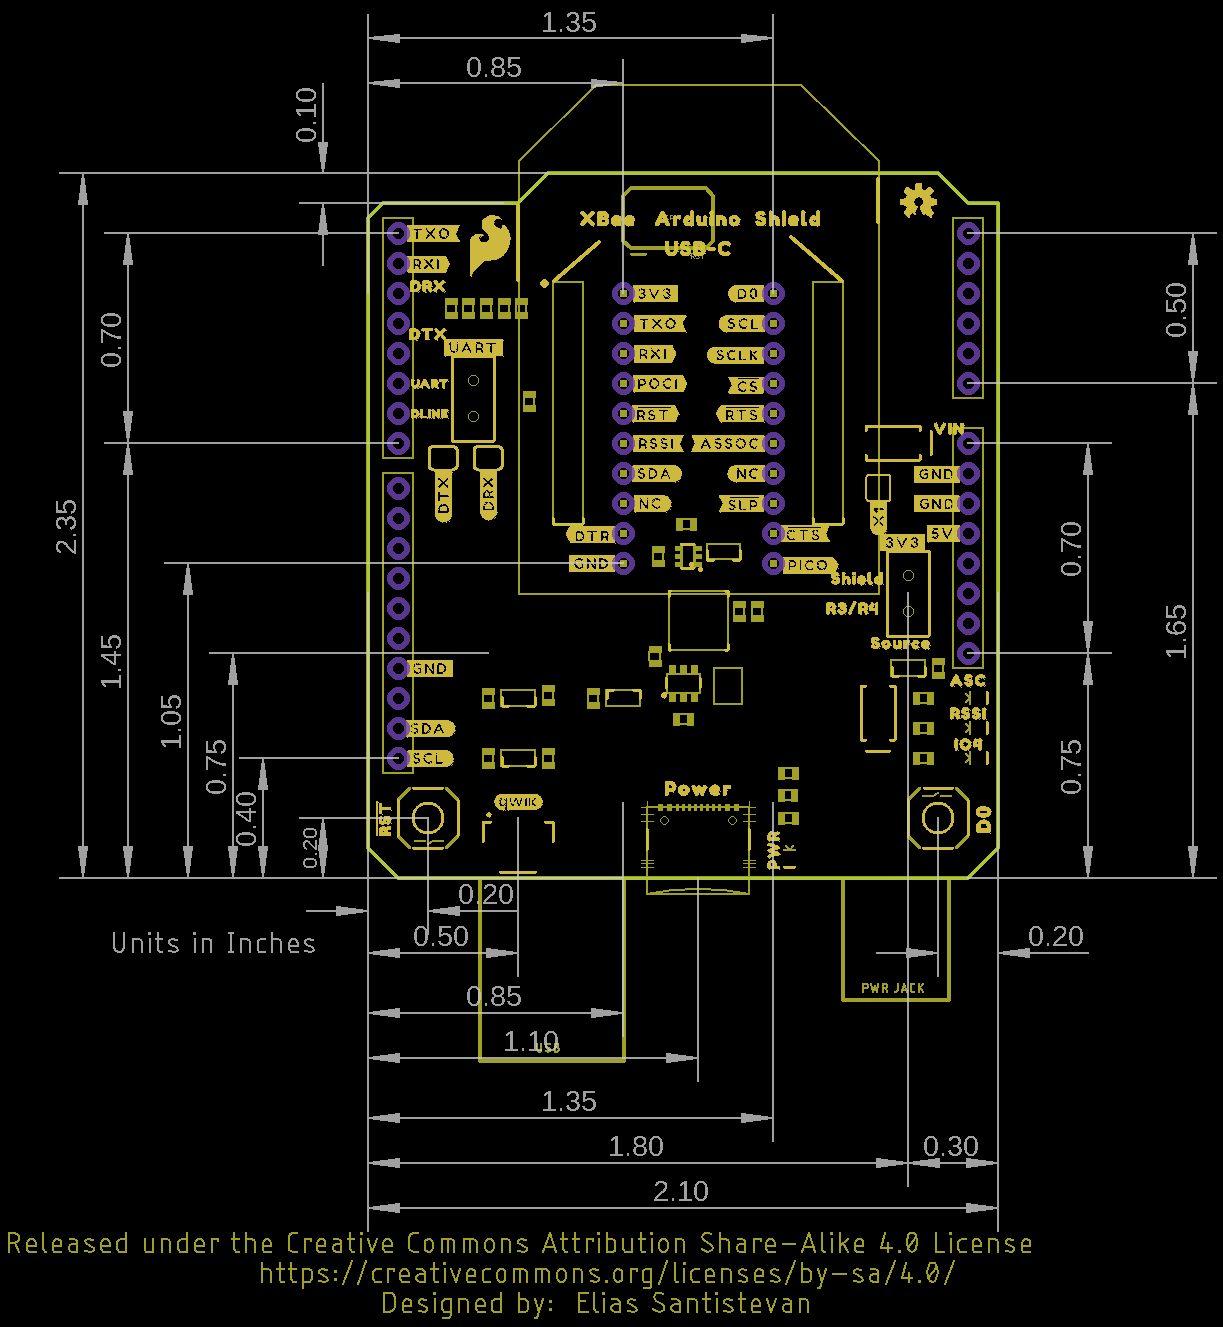 1.35
0.85
0.10
XBee Arduino Shield
USB-C
TXO
RXI
DRX
DTX
UART
UART
DLINE
DTX
DRX
3V3
D0
TXO
SCL
RXI
SCLK
POCI
CS
RST
RTS
RSSI
ASSOC
SDA
NC
NC
SLP
DTR
CTS
GND
PICO
VIN
GND
GND
5V
X1
3V3
Shield
R3/R4
Source
0.50
0.70
0.70
2.35
1.45
1.65
1.05
0.75
0.75
0.40
0.20
GND
SDA
SCL
ASC
RSSI
IO4
RST
QWIIC
Power
PWR
D0
0.20
Units in Inches
0.50
0.20
0.85
PWR JACK
1.10
USB
1.35
1.80
0.30
2.10
Released under the Creative Commons Attribution Share-Alike 4.0 License
https://creativecommons.org/licenses/by-sa/4.0/
Designed by: Elias Santistevan